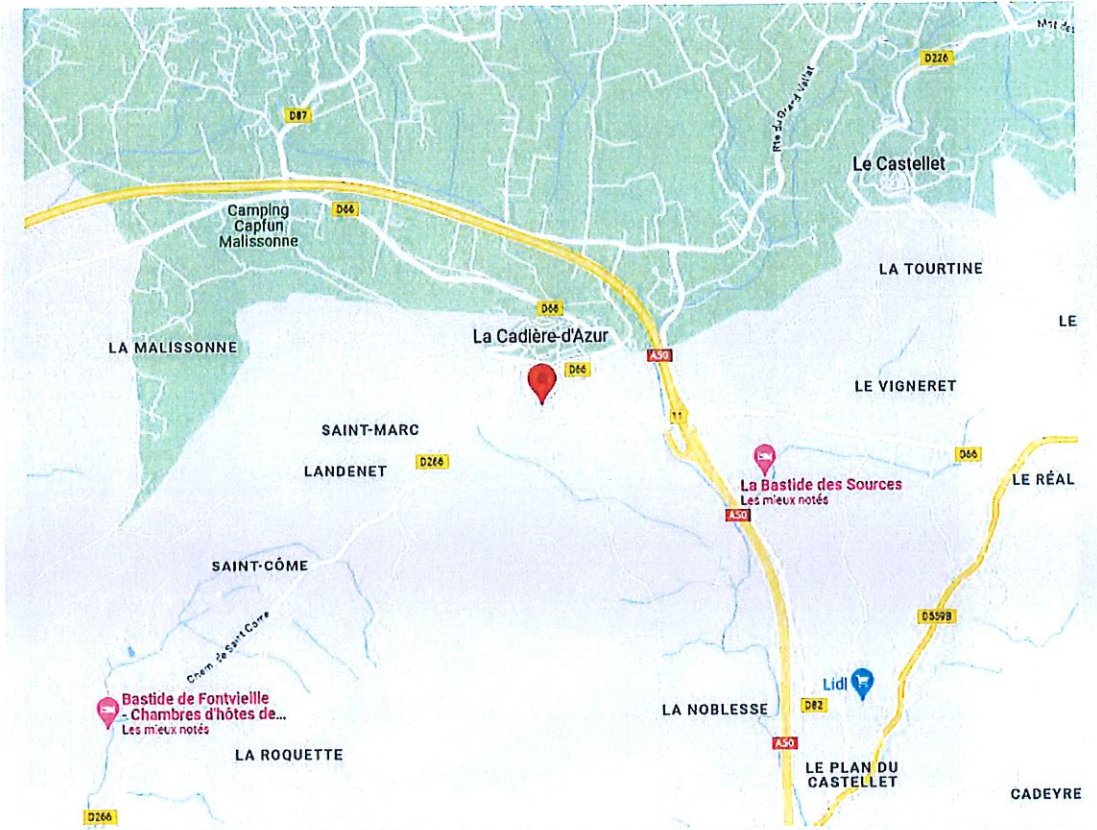 Mnt des
D226
D87
Rte du Grand Vallat
Le Castellet
Camping
Capfun
Malissonne
D66
LA TOURTINE
D66
La Cadière-d'Azur
LE
LA MALISSONNE
A50
D66
LE VIGNERET
11
SAINT-MARC
D266
LANDENET
D66
La Bastide des Sources
Les mieux notés
LE RÉAL
A50
SAINT-CÔME
D559B
Chem. de Saint Come
Lidl
Bastide de Fontvieille
- Chambres d'hôtes de...
Les mieux notés
LA NOBLESSE
D82
A50
LA ROQUETTE
LE PLAN DU
CASTELLET
CADEYRE
D266